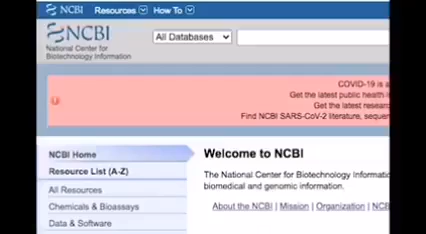 NCBI Resources How To
NCBI
National Center for
Biotechnology Information
All Databases
COVID-19 is a
Get the latest public health i
Get the latest resear
Find NCBI SARS-CoV-2 literature, sequen
NCBI Home
Resource List (A-Z)
All Resources
Chemicals & Bioassays
Data & Software
Welcome to NCBI
The National Center for Biotechnology Informatio
biomedical and genomic information.
About the NCBI | Mission | Organization | NCB